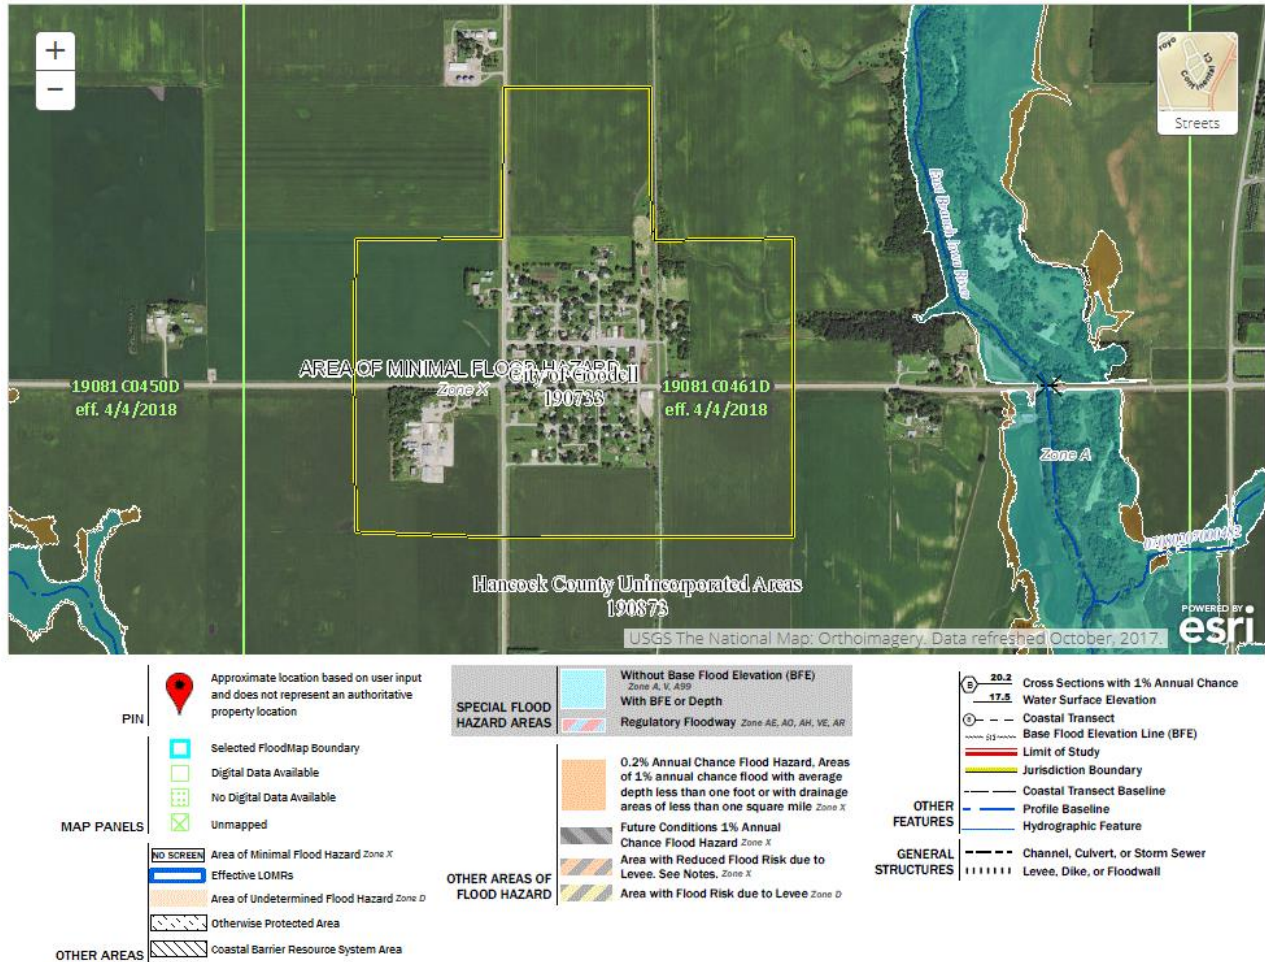 +
−
Streets
royo
Continental Ct
East Branch Iowa River
AREA OF MINIMAL FLOOD HAZARD
Zone X
City of Goodell
190733
19081C0450D
eff. 4/4/2018
19081C0461D
eff. 4/4/2018
Zone A
Hancock County Unincorporated Areas
190873
USGS The National Map: Orthoimagery. Data refreshed October, 2017.
POWERED BY
esri
PIN
Approximate location based on user input
and does not represent an authoritative
property location
MAP PANELS
Selected FloodMap Boundary
Digital Data Available
No Digital Data Available
Unmapped
OTHER AREAS
NO SCREEN Area of Minimal Flood Hazard Zone X
Effective LOMRs
Area of Undetermined Flood Hazard Zone D
Otherwise Protected Area
Coastal Barrier Resource System Area
SPECIAL FLOOD
HAZARD AREAS
Without Base Flood Elevation (BFE)
Zone A, V, A99
With BFE or Depth
Regulatory Floodway Zone AE, AO, AH, VE, AR
OTHER AREAS OF
FLOOD HAZARD
0.2% Annual Chance Flood Hazard, Areas
of 1% annual chance flood with average
depth less than one foot or with drainage
areas of less than one square mile Zone X
Future Conditions 1% Annual
Chance Flood Hazard Zone X
Area with Reduced Flood Risk due to
Levee. See Notes. Zone X
Area with Flood Risk due to Levee Zone D
OTHER
FEATURES
B 20.2 Cross Sections with 1% Annual Chance
17.5 Water Surface Elevation
8 Coastal Transect
513 Base Flood Elevation Line (BFE)
Limit of Study
Jurisdiction Boundary
Coastal Transect Baseline
Profile Baseline
Hydrographic Feature
GENERAL
STRUCTURES
Channel, Culvert, or Storm Sewer
Levee, Dike, or Floodwall